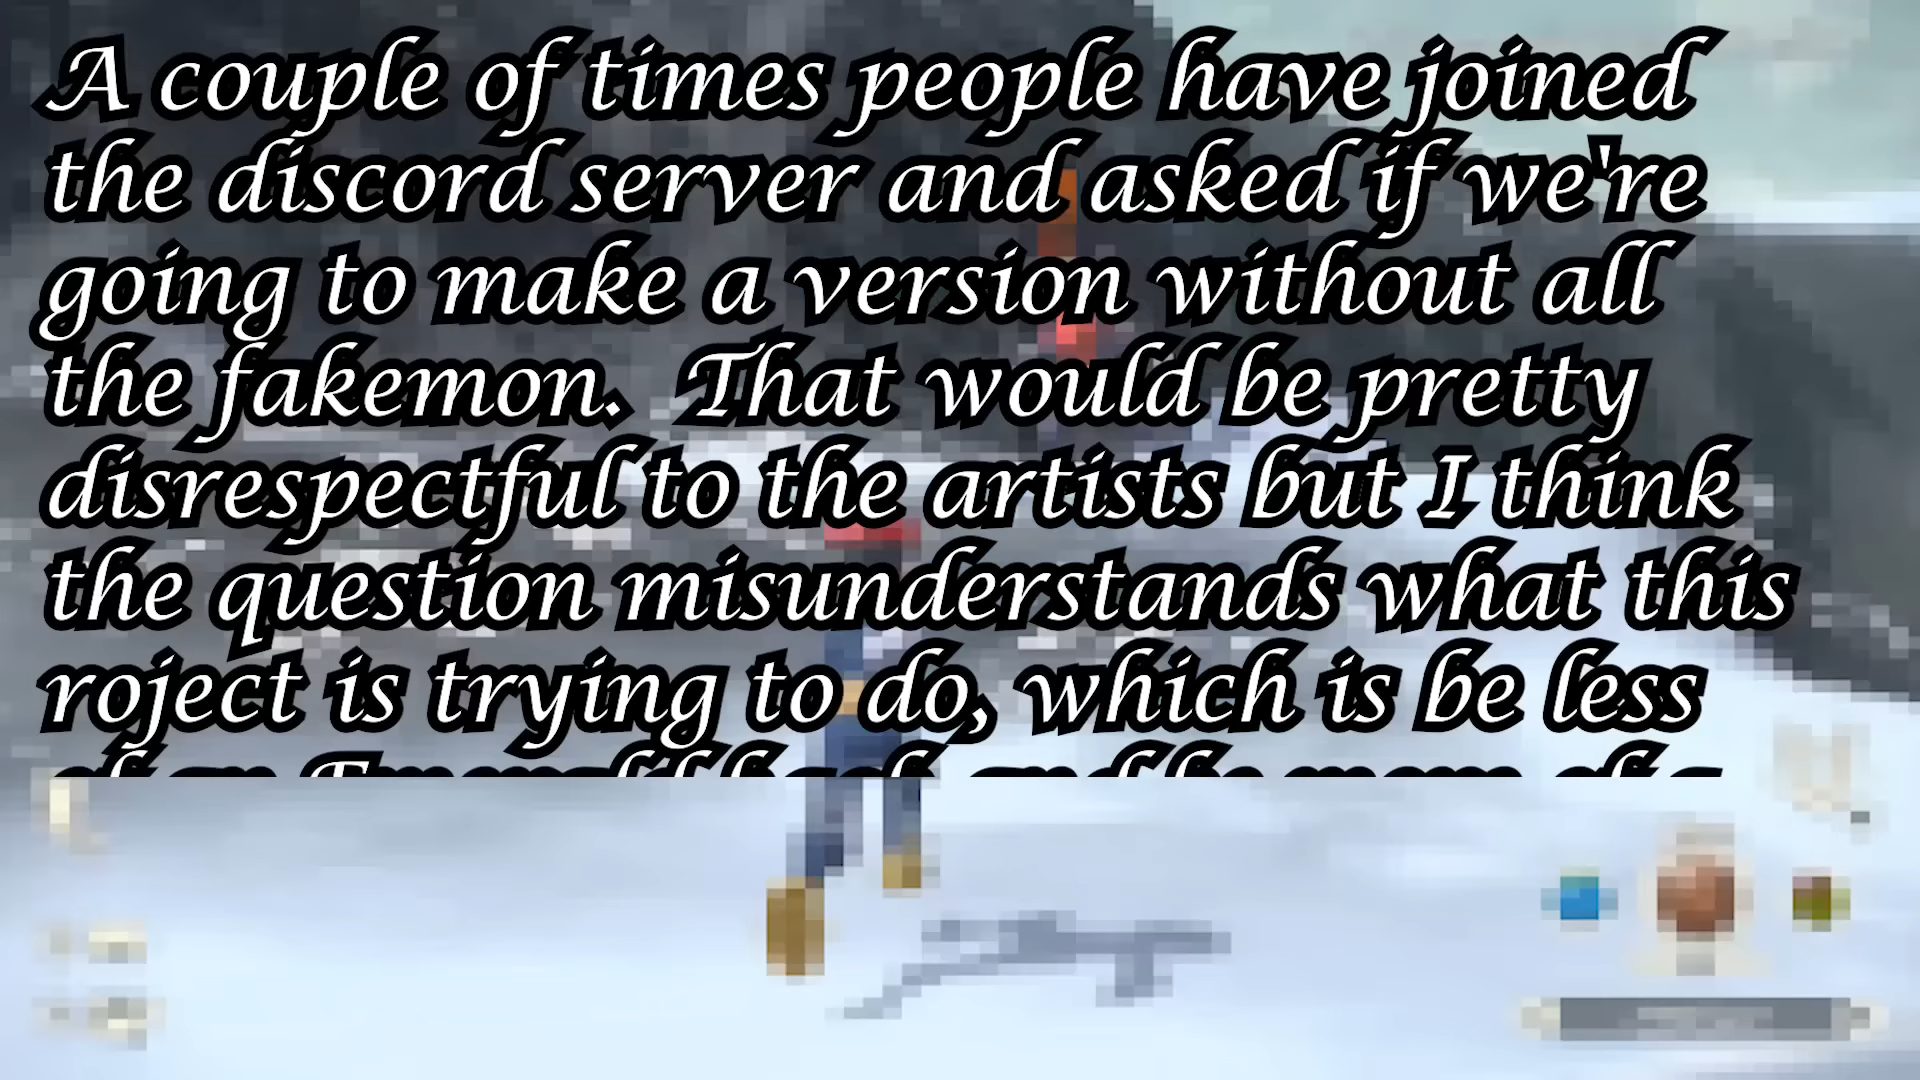 A couple of times people have joined
the discord server and asked if we're
going to make a version without all
the fakemon.  That would be pretty
disrespectful to the artists but I think
the question misunderstands what this
roject is trying to do, which is be less